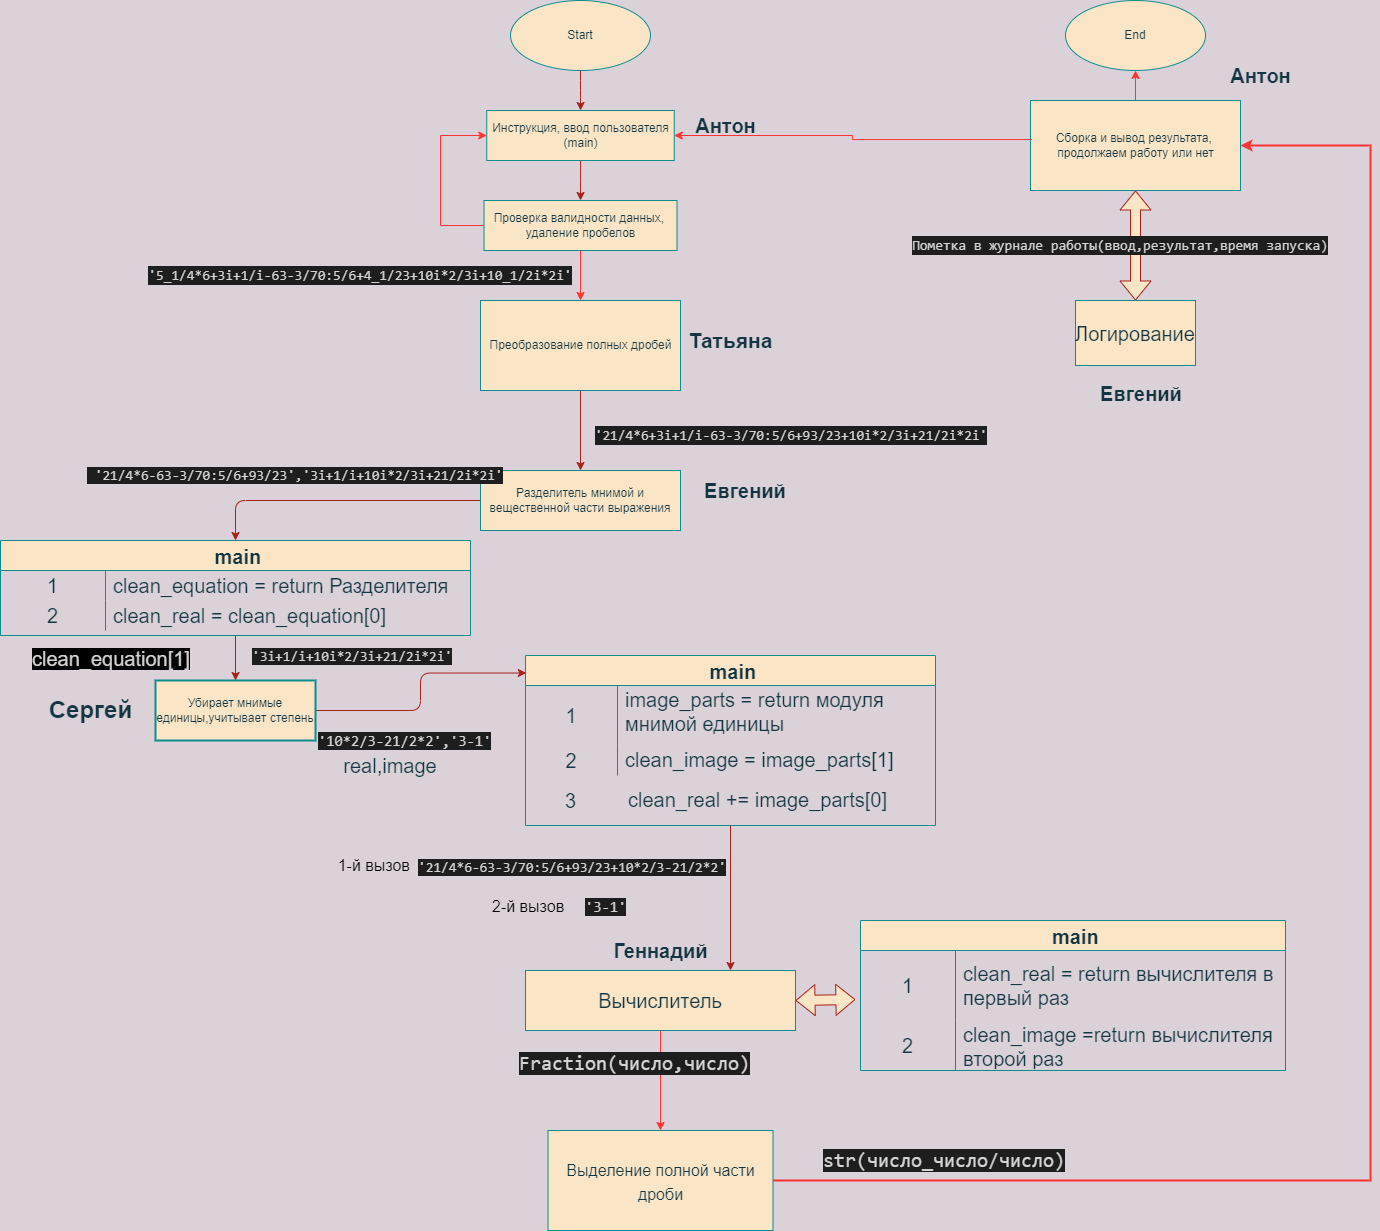 Start
End
Антон
Инструкция, ввод пользователя
(main)
Антон
Сборка и вывод результата,
продолжаем работу или нет
Проверка валидности данных,
удаление пробелов
Пометка в журнале работы(ввод,результат,время запуска)
'5_1/4*6+3i+1/i-63-3/70:5/6+4_1/23+10i*2/3i+10_1/2i*2i'
Преобразование полных дробей
Татьяна
Логирование
Евгений
'21/4*6+3i+1/i-63-3/70:5/6+93/23+10i*2/3i+21/2i*2i'
'21/4*6-63-3/70:5/6+93/23','3i+1/i+10i*2/3i+21/2i*2i'
Разделитель мнимой и
вещественной части выражения
Евгений
main
1 clean_equation = return Разделителя
2 clean_real = clean_equation[0]
clean_equation[1]
'3i+1/i+10i*2/3i+21/2i*2i'
Сергей
Убирает мнимые
единицы,учитывает степень
'10*2/3-21/2*2','3-1'
real,image
main
1 image_parts = return модуля
мнимой единицы
2 clean_image = image_parts[1]
3 clean_real += image_parts[0]
1-й вызов '21/4*6-63-3/70:5/6+93/23+10*2/3-21/2*2'
2-й вызов '3-1'
Геннадий
Вычислитель
main
1 clean_real = return вычислителя в
первый раз
2 clean_image =return вычислителя
второй раз
Fraction(число,число)
Выделение полной части
дроби
str(число_число/число)